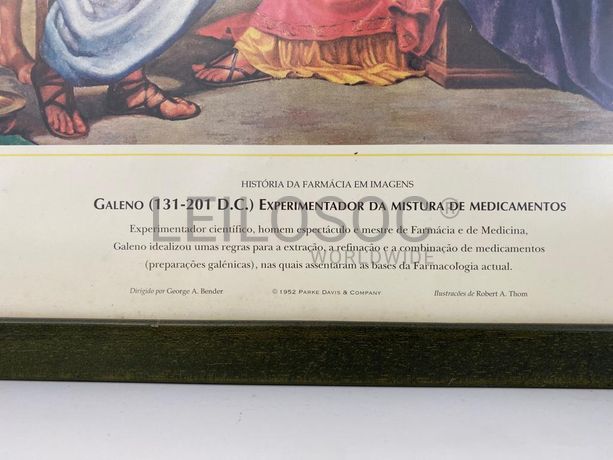 HISTÓRIA DA FARMÁCIA EM IMAGENS
GALENO (131-201 D.C.) EXPERIMENTADOR DA MISTURA DE MEDICAMENTOS
LEILOSOC®
Experimentador científico, homem espectáculo e mestre de Farmácia e de Medicina,
Galeno idealizou umas regras para a extração, a refinação e a combinação de medicamentos
WORLDWIDE
(preparações galénicas), nas quais assentaram as bases da Farmacologia actual.
Dirigido por George A. Bender © 1952 PARKE DAVIS & COMPANY Ilustrações de Robert A. Thom